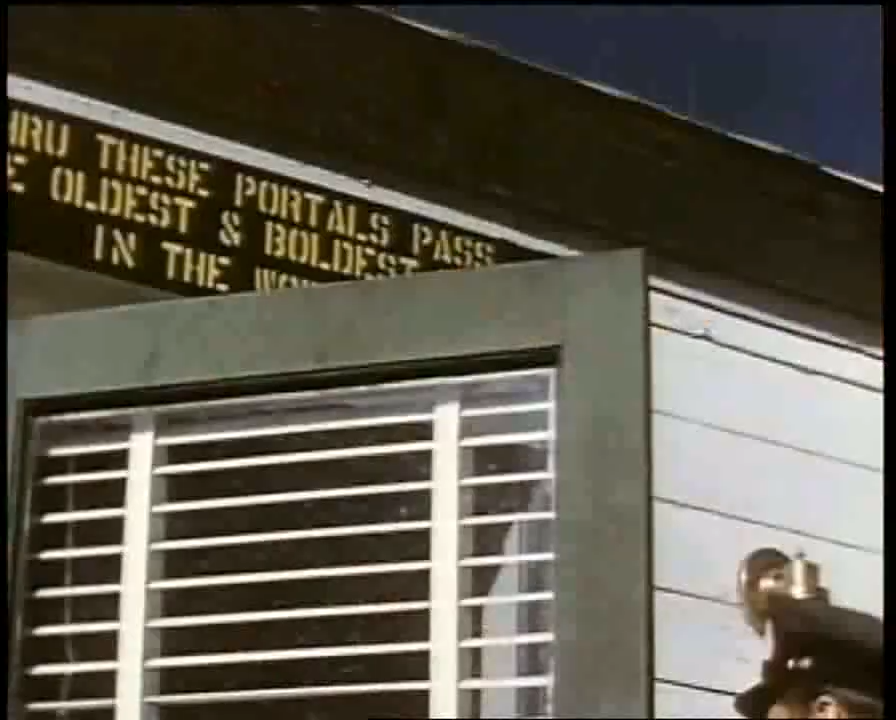 HRU THESE PORTALS PASS
E OLDEST & BOLDEST
IN THE